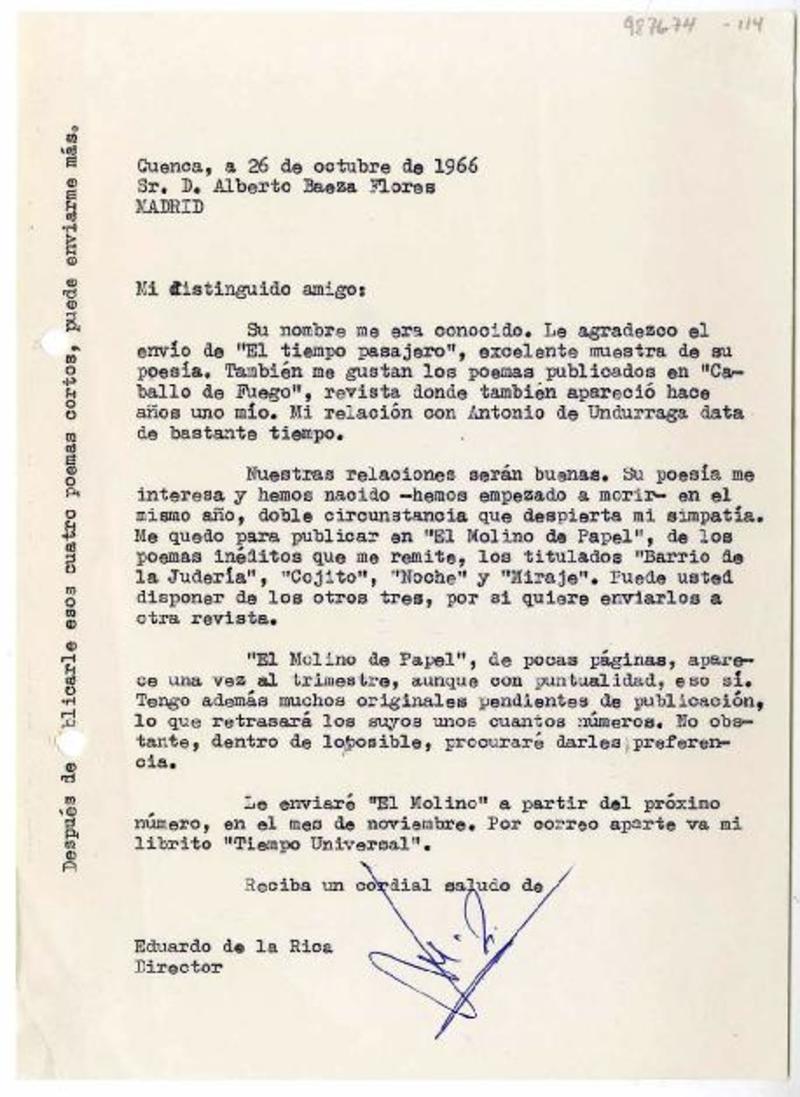 987674 - 114
Cuenca, a 26 de octubre de 1966
Sr. D. Alberto Baeza Flores
MADRID
Mi distinguido amigo:
Su nombre me era conocido. Le agradezco el
envío de "El tiempo pasajero", excelente muestra de su
poesía. También me gustan los poemas publicados en "Ca-
ballo de Fuego", revista donde también apareció hace
años uno mío. Mi relación con Antonio de Undurraga data
de bastante tiempo.
Nuestras relaciones serán buenas. Su poesía me
interesa y hemos nacido -hemos empezado a morir- en el
mismo año, doble circunstancia que despierta mi simpatía.
Me quedo para publicar en "El Molino de Papel", de los
poemas inéditos que me remite, los titulados "Barrio de
la Judería", "Cojito", "Noche" y "Miraje". Puede usted
disponer de los otros tres, por si quiere enviarlos a
otra revista.
"El Molino de Papel", de pocas páginas, apare-
ce una vez al trimestre, aunque con puntualidad, eso sí.
Tengo además muchos originales pendientes de publicación,
lo que retrasará los suyos unos cuantos números. No obs-
tante, dentro de loposible, procuraré darles preferen-
cia.
Le enviaré "El Molino" a partir del próximo
número, en el mes de noviembre. Por correo aparte va mi
librito "Tiempo Universal".
Reciba un cordial saludo de
Eduardo de la Rica
Director
Después de blicarle esos cuatro poemas cortos, puede enviarme más.